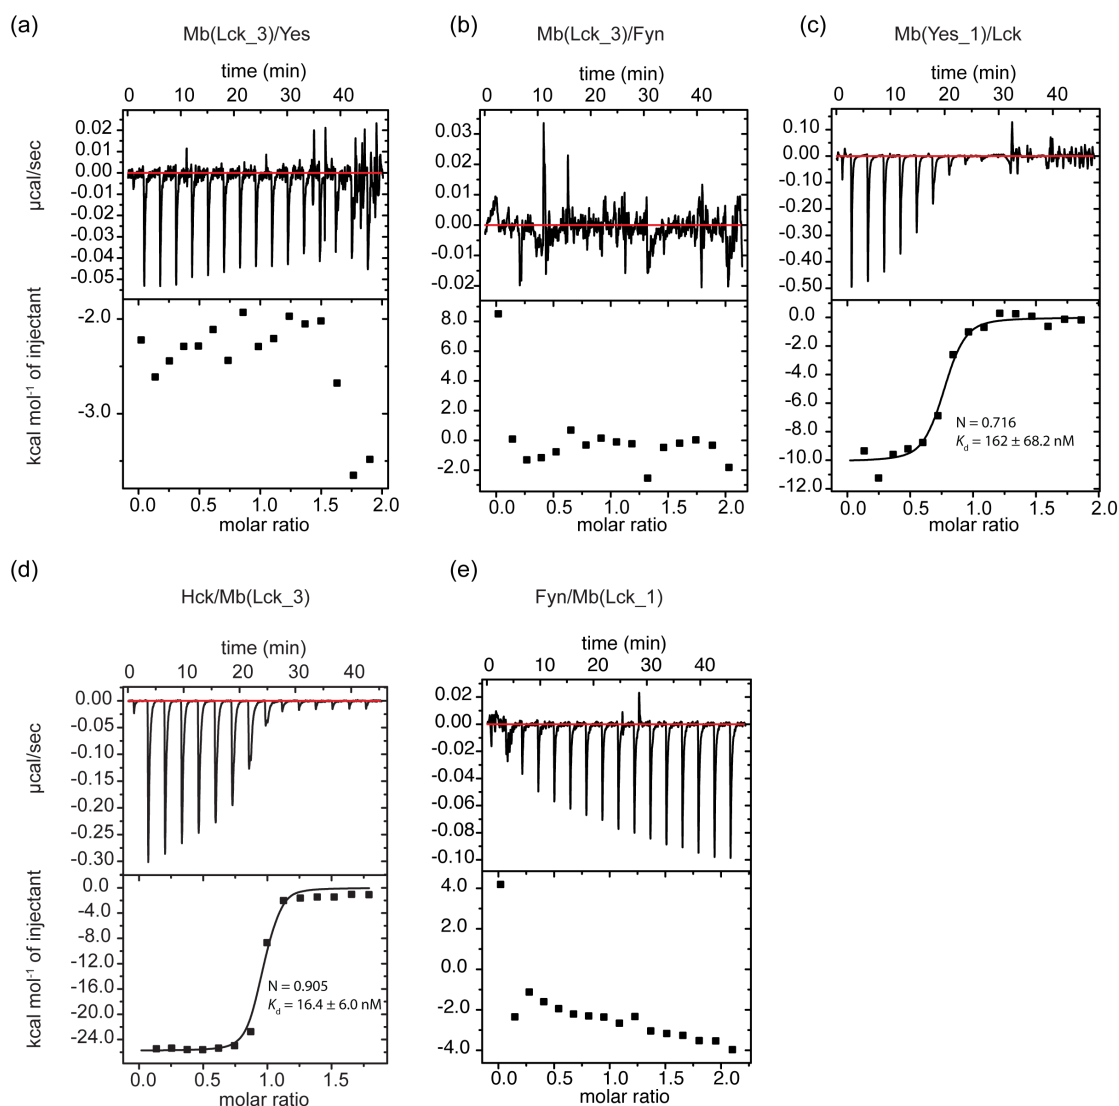 (a)
Mb(Lck_3)/Yes
time (min)
0 10 20 30 40
µcal/sec
0.02
0.01
0.00
-0.01
-0.02
-0.03
-0.04
-0.05
kcal mol⁻¹ of injectant
-2.0
-3.0
0.0 0.5 1.0 1.5 2.0
molar ratio
(b)
Mb(Lck_3)/Fyn
time (min)
0 10 20 30 40
0.03
0.02
0.01
0.00
-0.01
-0.02
8.0
6.0
4.0
2.0
0.0
-2.0
0.0 0.5 1.0 1.5 2.0
molar ratio
(c)
Mb(Yes_1)/Lck
time (min)
0 10 20 30 40
0.10
0.00
-0.10
-0.20
-0.30
-0.40
-0.50
0.0
-2.0
-4.0
-6.0
-8.0
-10.0
-12.0
N = 0.716
Kd = 162 ± 68.2 nM
0.0 0.5 1.0 1.5 2.0
molar ratio
(d)
Hck/Mb(Lck_3)
time (min)
0 10 20 30 40
µcal/sec
0.00
-0.05
-0.10
-0.15
-0.20
-0.25
-0.30
kcal mol⁻¹ of injectant
0.0
-4.0
-8.0
-12.0
-16.0
-20.0
-24.0
N = 0.905
Kd = 16.4 ± 6.0 nM
0.0 0.5 1.0 1.5
molar ratio
(e)
Fyn/Mb(Lck_1)
time (min)
0 10 20 30 40
0.02
0.00
-0.02
-0.04
-0.06
-0.08
-0.10
4.0
2.0
0.0
-2.0
-4.0
0.0 0.5 1.0 1.5 2.0
molar ratio